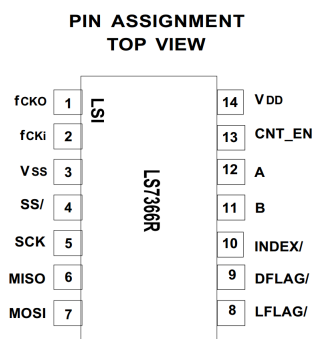 PIN ASSIGNMENT
TOP VIEW
fCKO 1
fCKi 2
VSS 3
SS/ 4
SCK 5
MISO 6
MOSI 7
LSI
LS7366R
14 VDD
13 CNT_EN
12 A
11 B
10 INDEX/
9 DFLAG/
8 LFLAG/